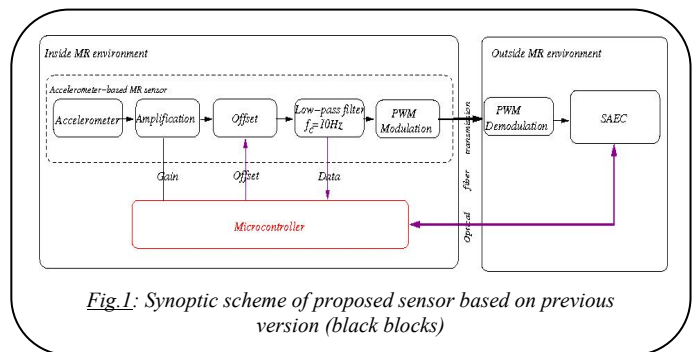 Inside MR environment
Outside MR environment
Accelerometer-based MR sensor
Accelerometer
Amplification
Offset
Low-pass filter
fc=10Hz
PWM
Modulation
PWM
Demodulation
SAEC
Optical fiber transmission
Gain
Offset
Data
Microcontroller
Fig.1: Synoptic scheme of proposed sensor based on previous
version (black blocks)